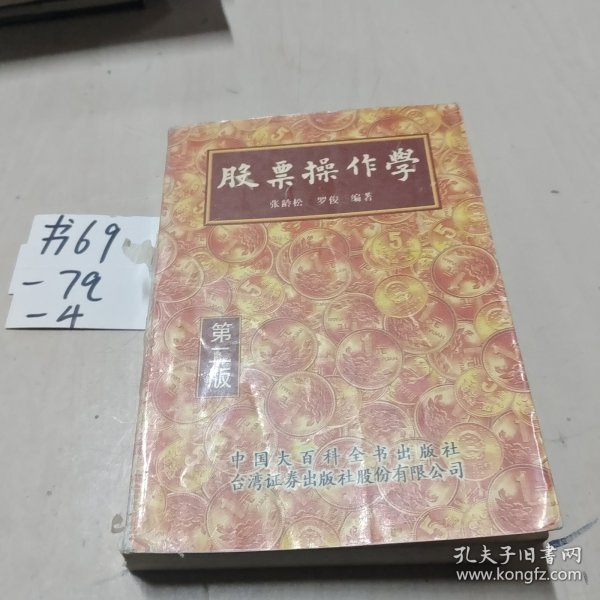 股票操作學
张龄松 罗俊 编著
书69
-79
-4
第二版
中国大百科全书出版社
台湾证券出版社股份有限公司
孔夫子旧书网
www.kongfz.com